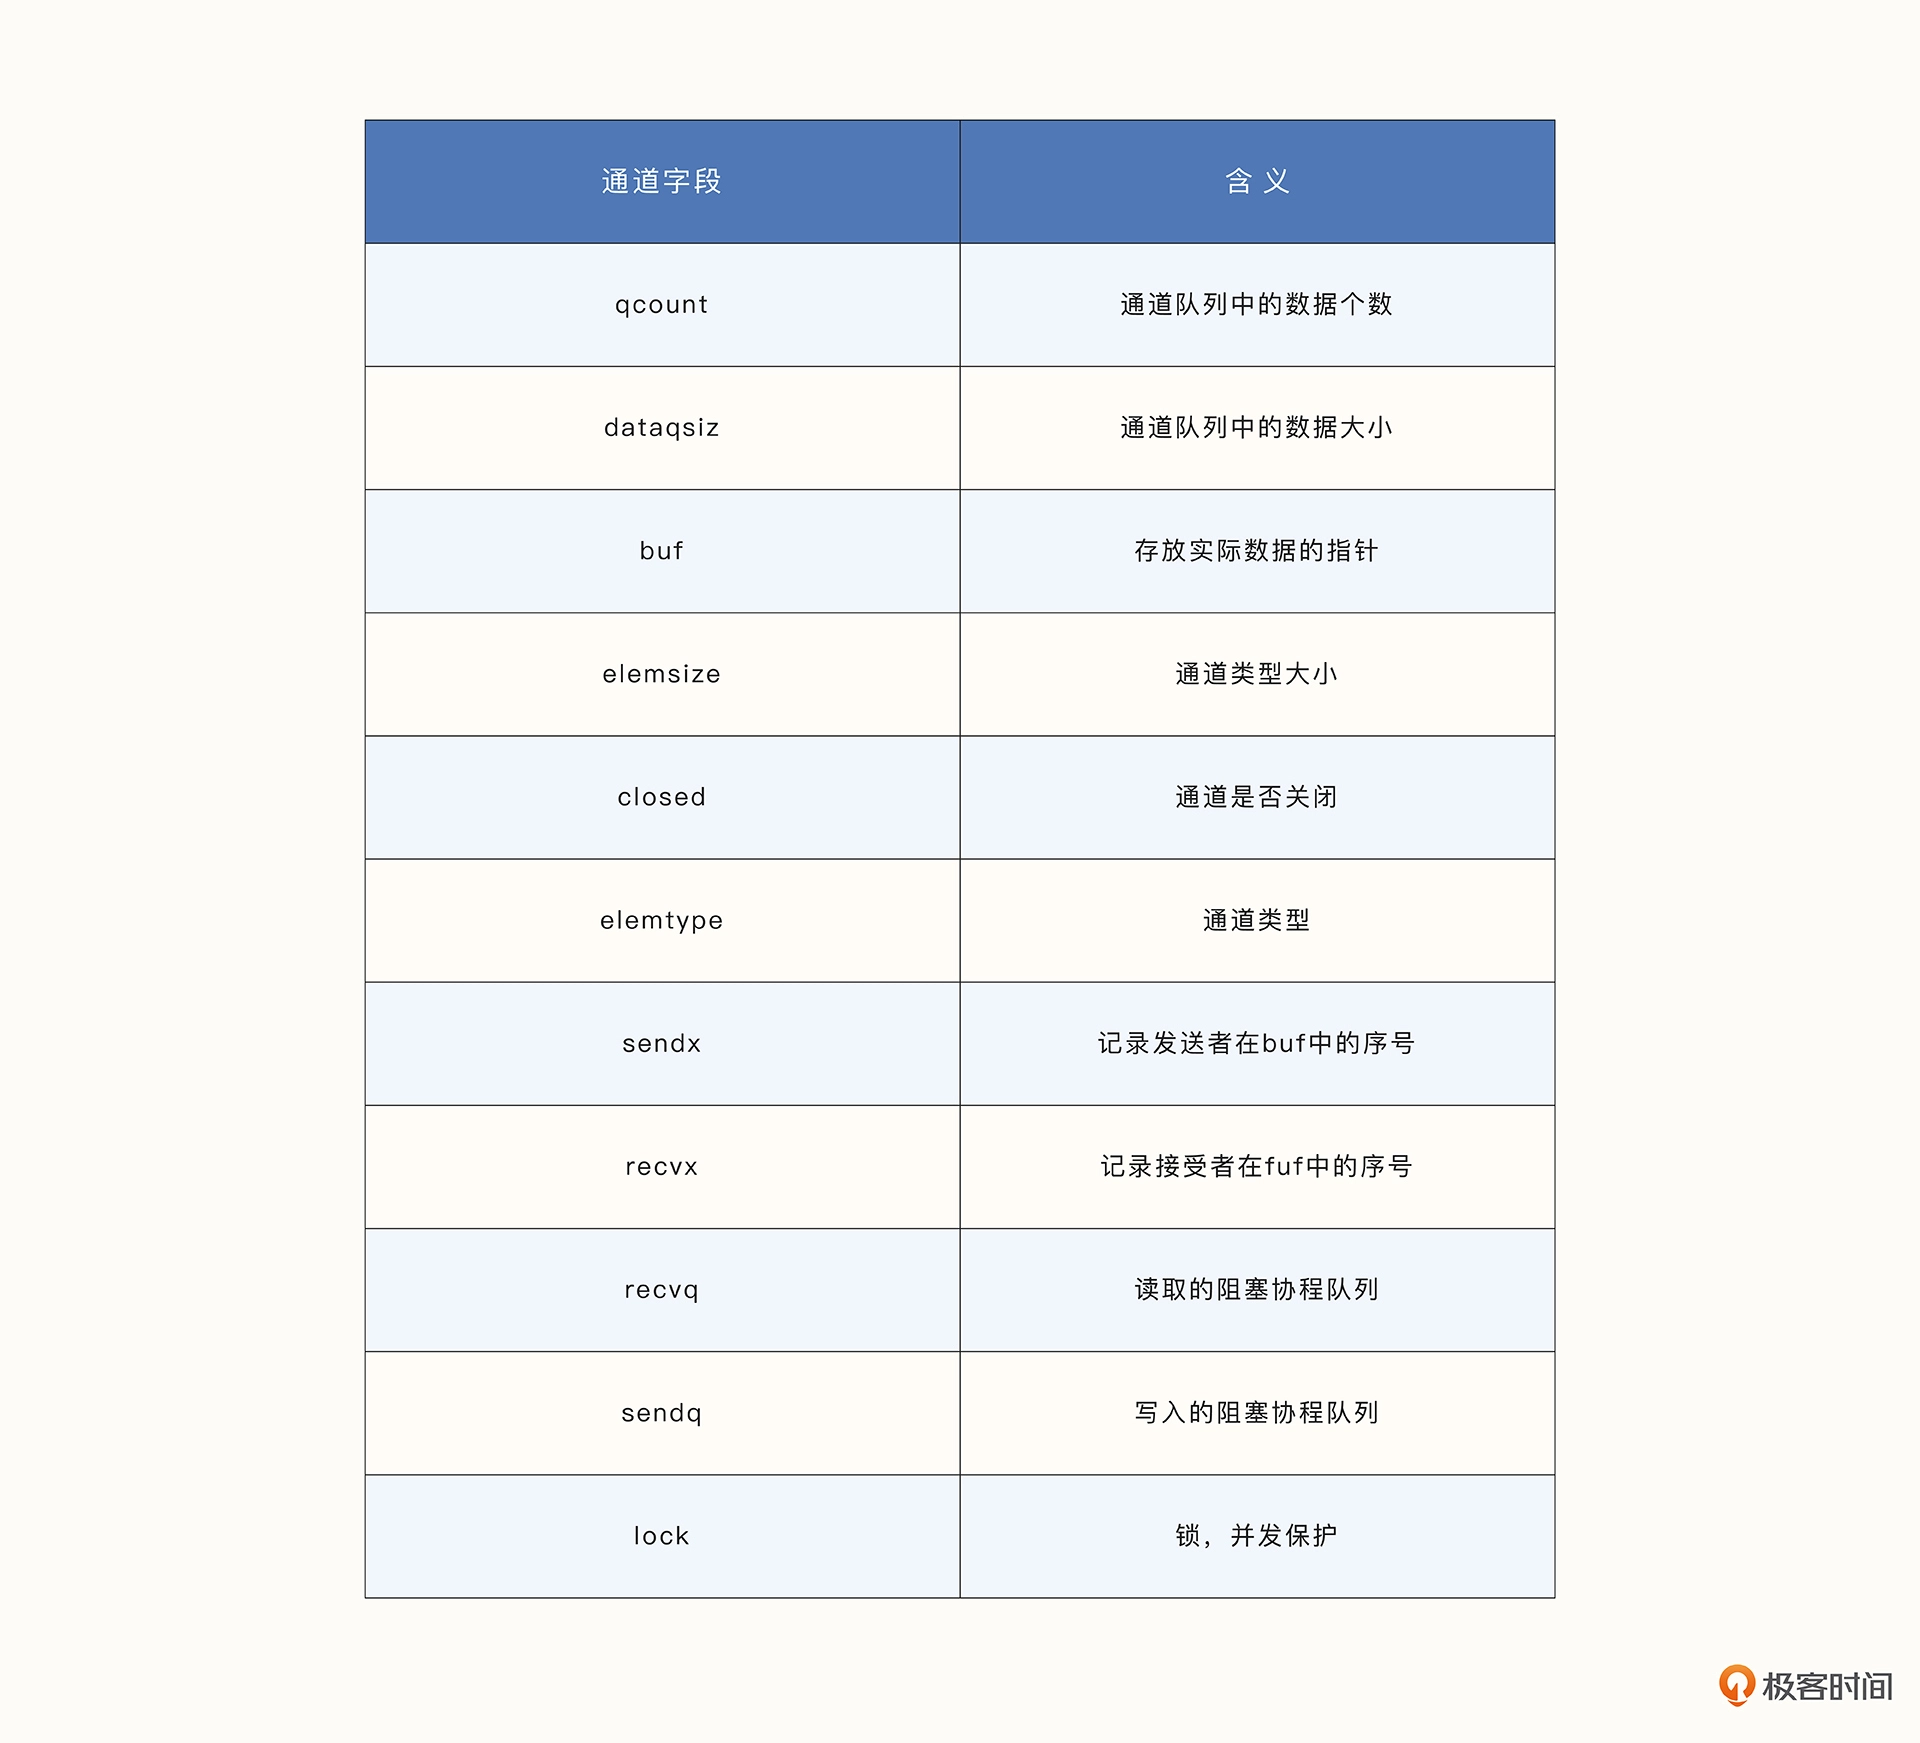 通道字段 含 义
qcount 通道队列中的数据个数
dataqsiz 通道队列中的数据大小
buf 存放实际数据的指针
elemsize 通道类型大小
closed 通道是否关闭
elemtype 通道类型
sendx 记录发送者在buf中的序号
recvx 记录接受者在fuf中的序号
recvq 读取的阻塞协程队列
sendq 写入的阻塞协程队列
lock 锁，并发保护
极客时间